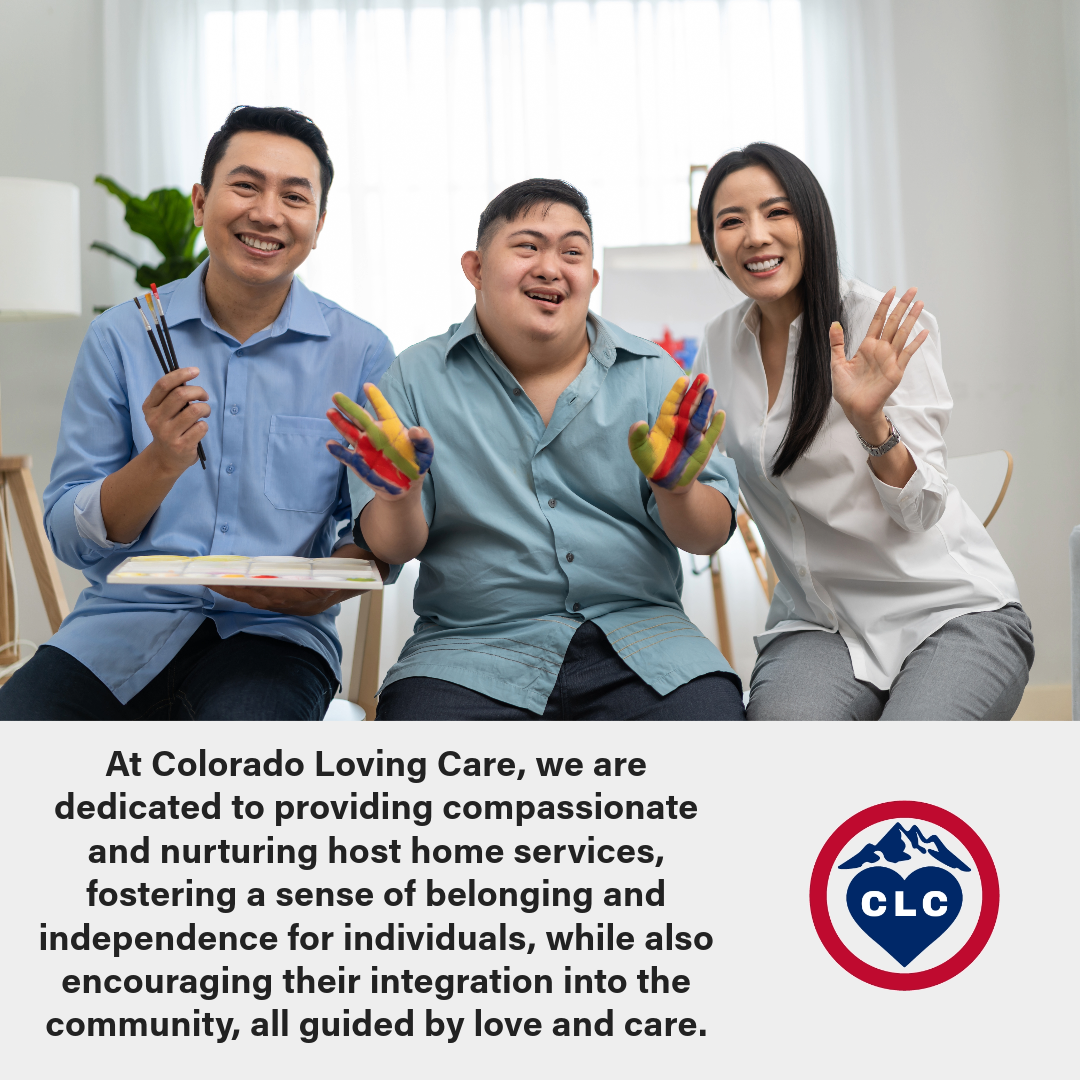 At Colorado Loving Care, we are
dedicated to providing compassionate
and nurturing host home services,
fostering a sense of belonging and
independence for individuals, while also
encouraging their integration into the
community, all guided by love and care.
CLC